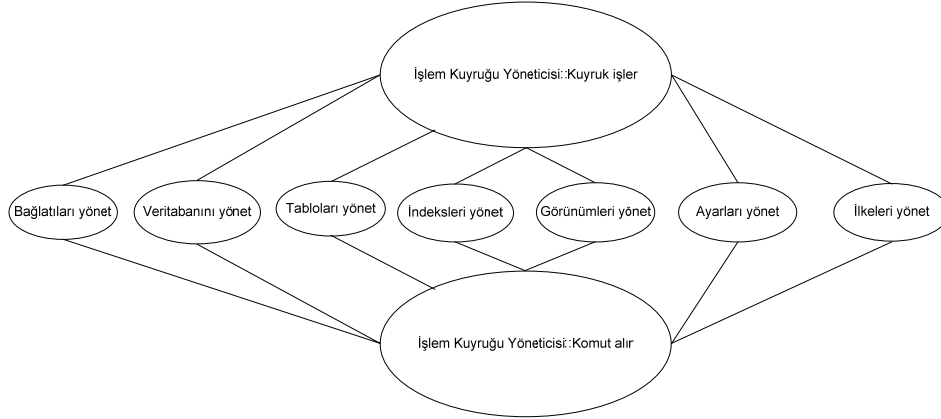 İşlem Kuyruğu Yöneticisi::Kuyruk işler
Bağlatıları yönet
Veritabanını yönet
Tabloları yönet
İndeksleri yönet
Görünümleri yönet
Ayarları yönet
İlkeleri yönet
İşlem Kuyruğu Yöneticisi::Komut alır